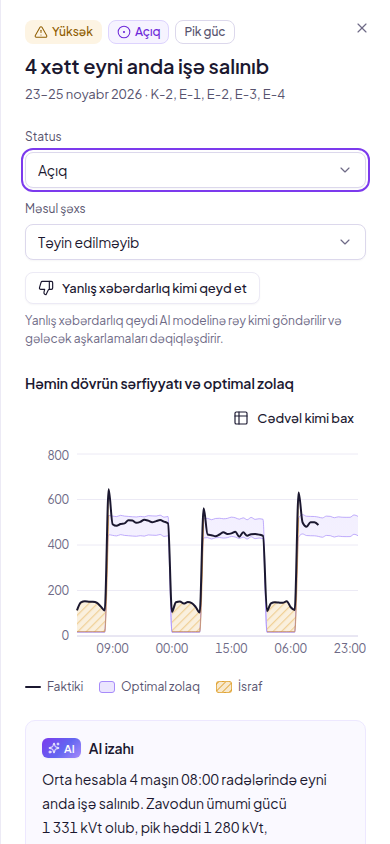 Yüksək Açıq Pik güc
4 xətt eyni anda işə salınıb
23–25 noyabr 2026 · K-2, E-1, E-2, E-3, E-4
Status
Açıq
Məsul şəxs
Təyin edilməyib
Yanlış xəbərdarlıq kimi qeyd et
Yanlış xəbərdarlıq qeydi AI modelinə rəy kimi göndərilir və
gələcək aşkarlamaları dəqiqləşdirir.
Həmin dövrün sərfiyyatı və optimal zolaq
Cədvəl kimi bax
800
600
400
200
0
09:00 00:00 15:00 06:00 23:00
Faktiki Optimal zolaq İsraf
AI AI izahı
Orta hesabla 4 maşın 08:00 radələrində eyni
anda işə salınıb. Zavodun ümumi gücü
1 331 kVt olub, pik həddi 1 280 kVt,